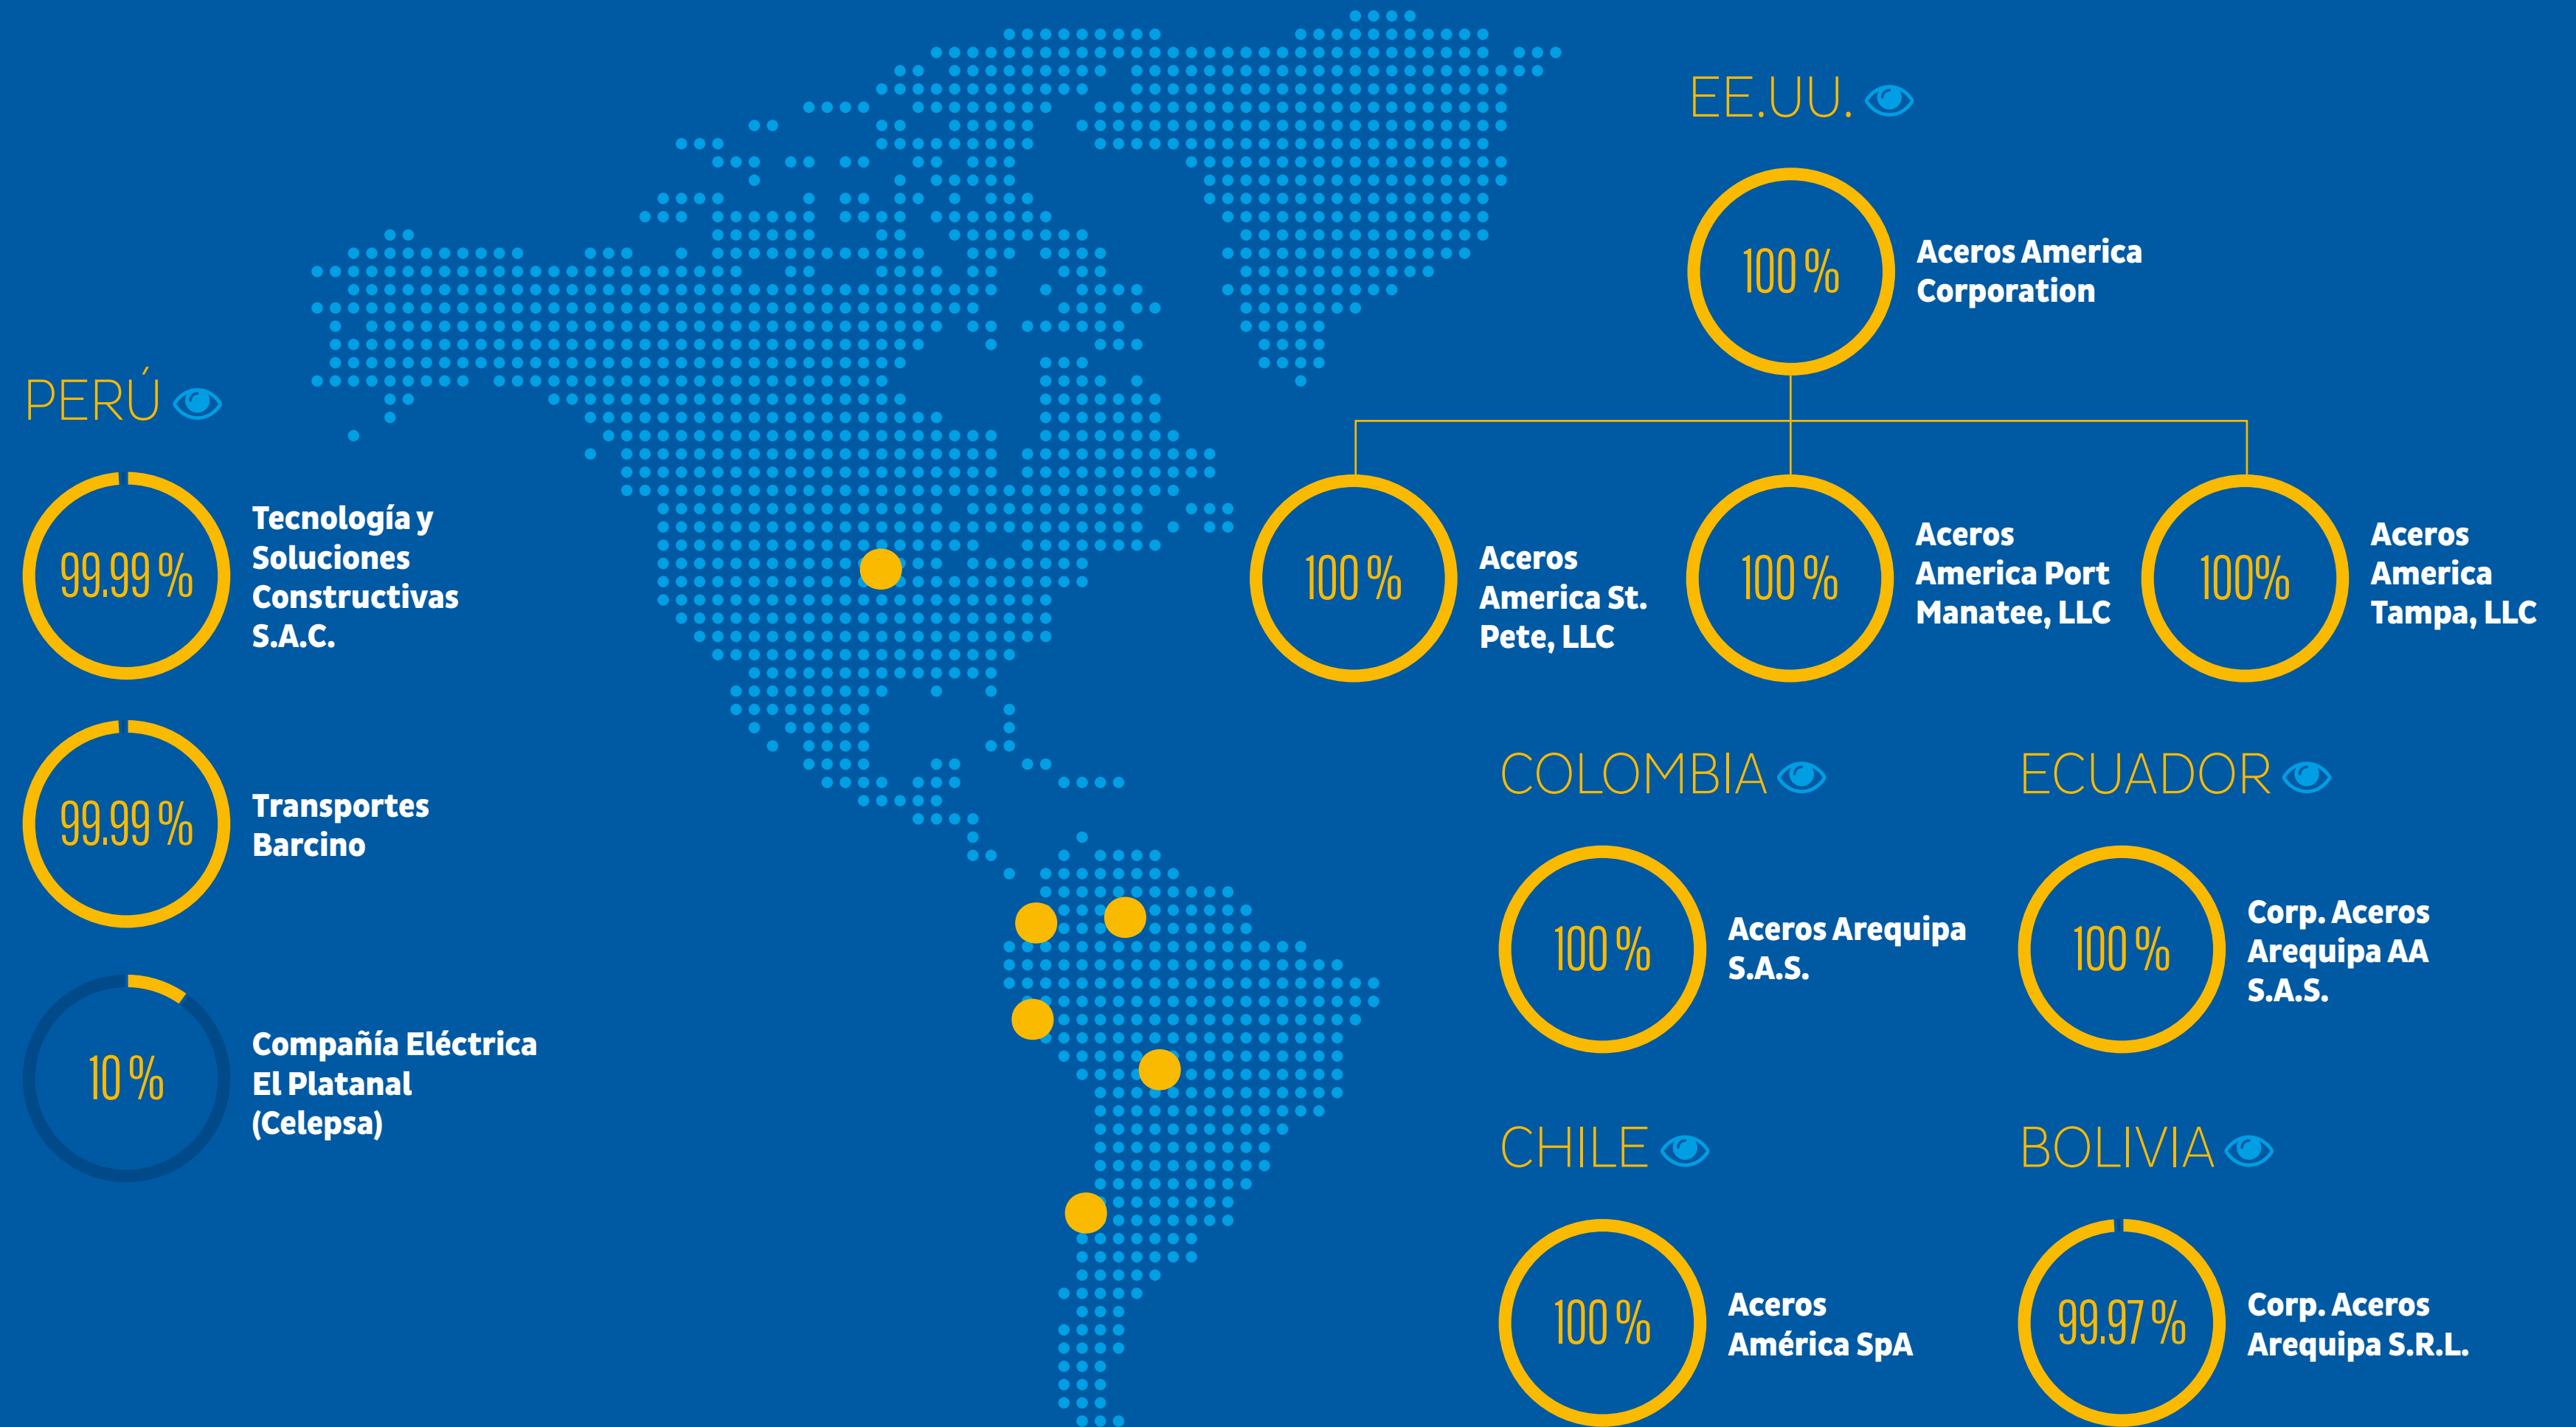 PERÚ
99.99 %
Tecnología y
Soluciones
Constructivas
S.A.C.
99.99 %
Transportes
Barcino
10 %
Compañía Eléctrica
El Platanal
(Celepsa)
EE.UU.
100 %
Aceros America
Corporation
100 %
Aceros
America St.
Pete, LLC
100 %
Aceros
America Port
Manatee, LLC
100%
Aceros
America
Tampa, LLC
COLOMBIA
100 %
Aceros Arequipa
S.A.S.
ECUADOR
100 %
Corp. Aceros
Arequipa AA
S.A.S.
CHILE
100 %
Aceros
América SpA
BOLIVIA
99.97 %
Corp. Aceros
Arequipa S.R.L.